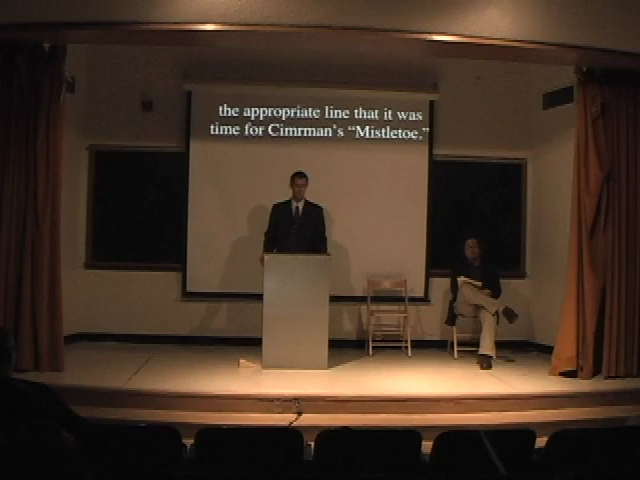 the appropriate line that it was
time for Cimrman's “Mistletoe.”